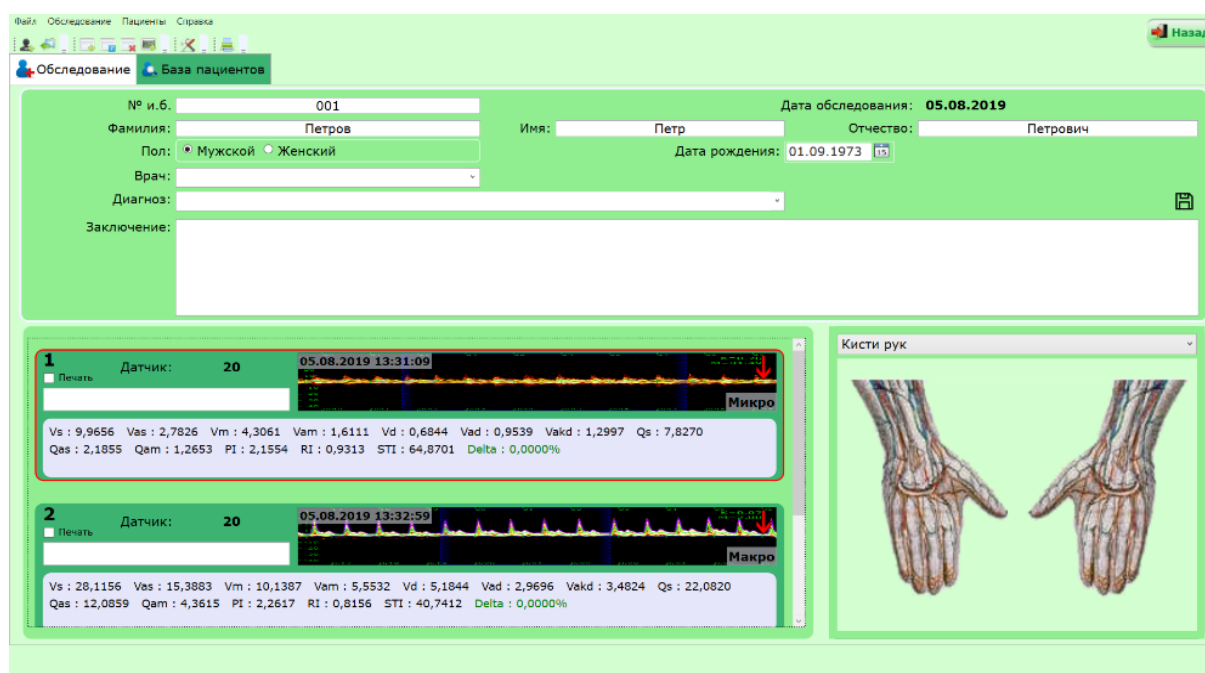 Файл Обследование Пациенты Справка
Назад
Обследование База пациентов
№ и.б. 001 Дата обследования: 05.08.2019
Фамилия: Петров Имя: Петр Отчество: Петрович
Пол: Мужской Женский Дата рождения: 01.09.1973 15
Врач:
Диагноз:
Заключение:
1 Датчик: 20 05.08.2019 13:31:09
Печать
Микро
Vs : 9,9656 Vas : 2,7826 Vm : 4,3061 Vam : 1,6111 Vd : 0,6844 Vad : 0,9539 Vakd : 1,2997 Qs : 7,8270
Qas : 2,1855 Qam : 1,2653 PI : 2,1554 RI : 0,9313 STI : 64,8701 Delta : 0,0000%
2 Датчик: 20 05.08.2019 13:32:59
Печать
Макро
Vs : 28,1156 Vas : 15,3883 Vm : 10,1387 Vam : 5,5532 Vd : 5,1844 Vad : 2,9696 Vakd : 3,4824 Qs : 22,0820
Qas : 12,0859 Qam : 4,3615 PI : 2,2617 RI : 0,8156 STI : 40,7412 Delta : 0,0000%
Кисти рук